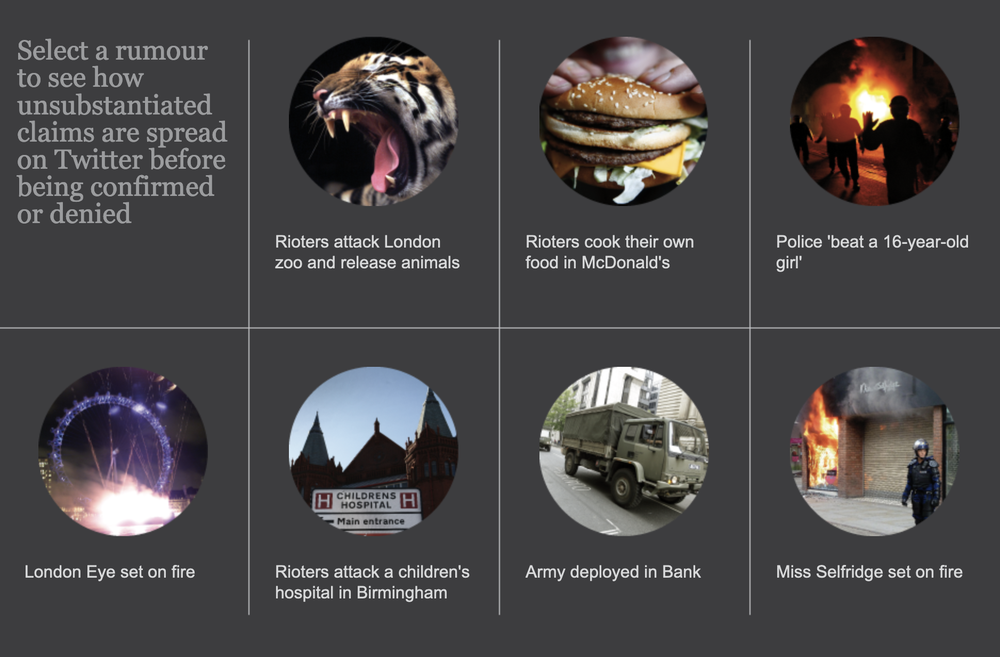 Select a rumour
to see how
unsubstantiated
claims are spread
on Twitter before
being confirmed
or denied
Rioters attack London
zoo and release animals
Rioters cook their own
food in McDonald's
Police 'beat a 16-year-old
girl'
London Eye set on fire
H CHILDRENS H
HOSPITAL
Main entrance
Rioters attack a children's
hospital in Birmingham
Army deployed in Bank
Miss Selfridge
Miss Selfridge set on fire